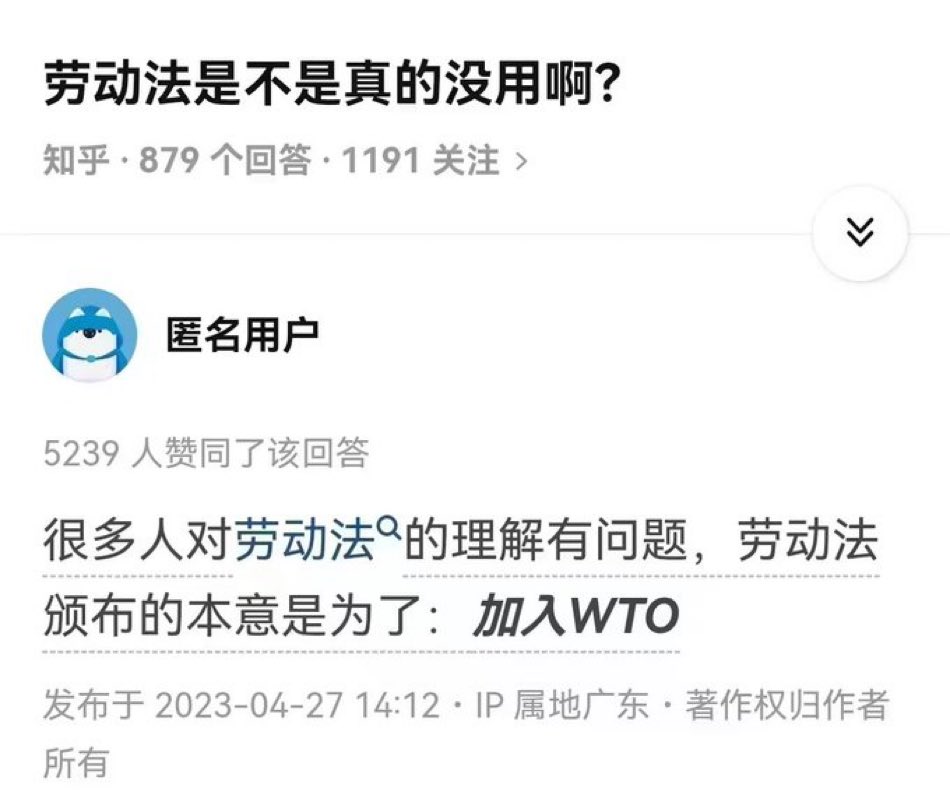 劳动法是不是真的没用啊？
知乎 · 879 个回答 · 1191 关注 >
匿名用户
5239 人赞同了该回答
很多人对劳动法的理解有问题，劳动法
颁布的本意是为了：加入WTO
发布于 2023-04-27 14:12 · IP 属地广东 · 著作权归作者
所有